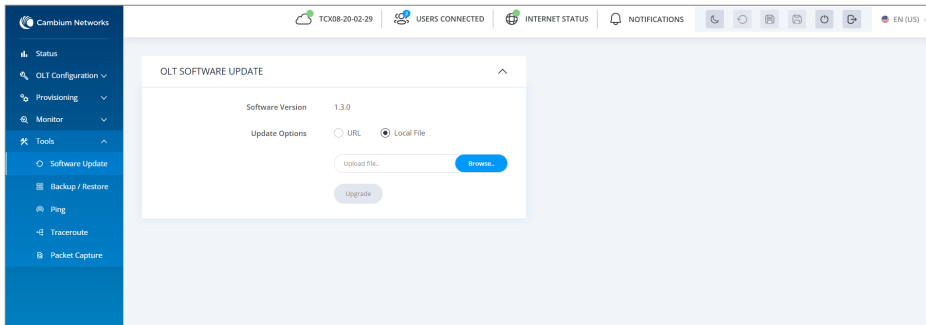 Cambium Networks
TCX08-20-02-29
USERS CONNECTED
INTERNET STATUS
NOTIFICATIONS
EN (US)
Status
OLT Configuration
Provisioning
Monitor
Tools
Software Update
Backup / Restore
Ping
Traceroute
Packet Capture
OLT SOFTWARE UPDATE
Software Version 1.3.0
Update Options URL Local File
Upload file.. Browse..
Upgrade